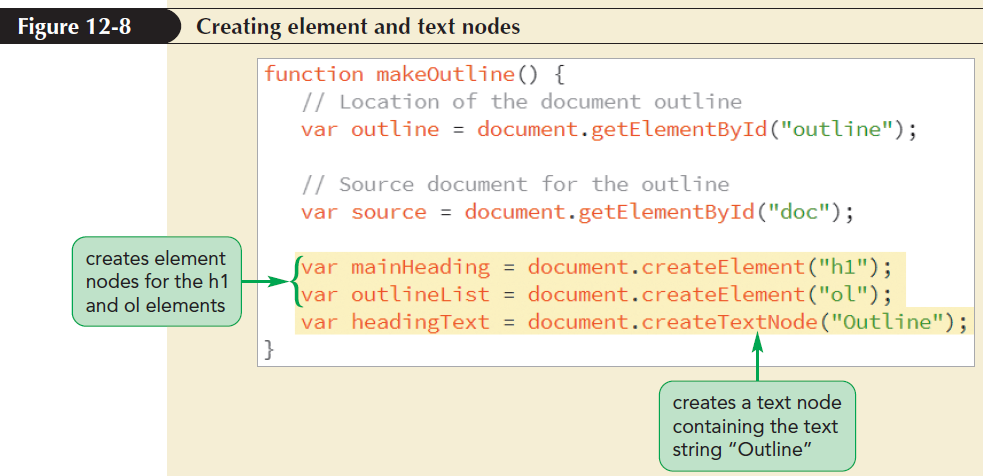 Figure 12-8 Creating element and text nodes
function makeOutline() {
// Location of the document outline
var outline = document.getElementById("outline");
// Source document for the outline
var source = document.getElementById("doc");
creates element
nodes for the h1
and ol elements
var mainHeading = document.createElement("h1");
var outlineList = document.createElement("ol");
var headingText = document.createTextNode("Outline");
}
creates a text node
containing the text
string “Outline”